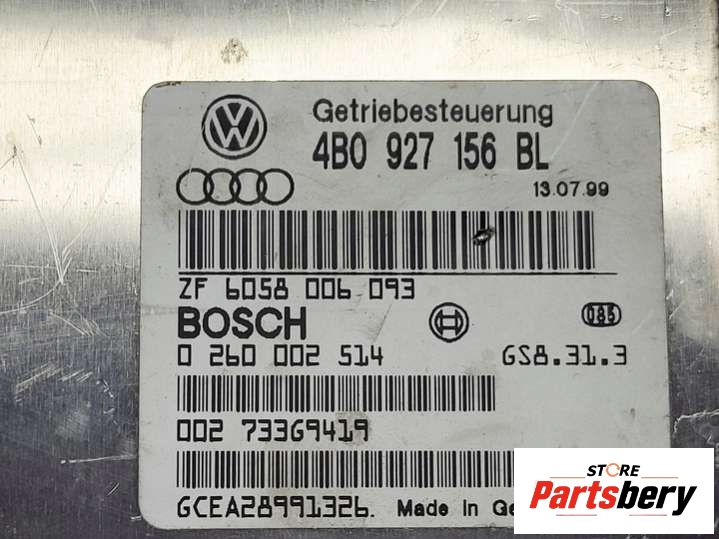 Getriebesteuerung
4B0 927 156 BL
13.07.99
ZF 6058 006 093
BOSCH
085
0 260 002 514
GS8.31.3
002 73369419
GCEA28991326.
Made in Ge
STORE
Partsbery